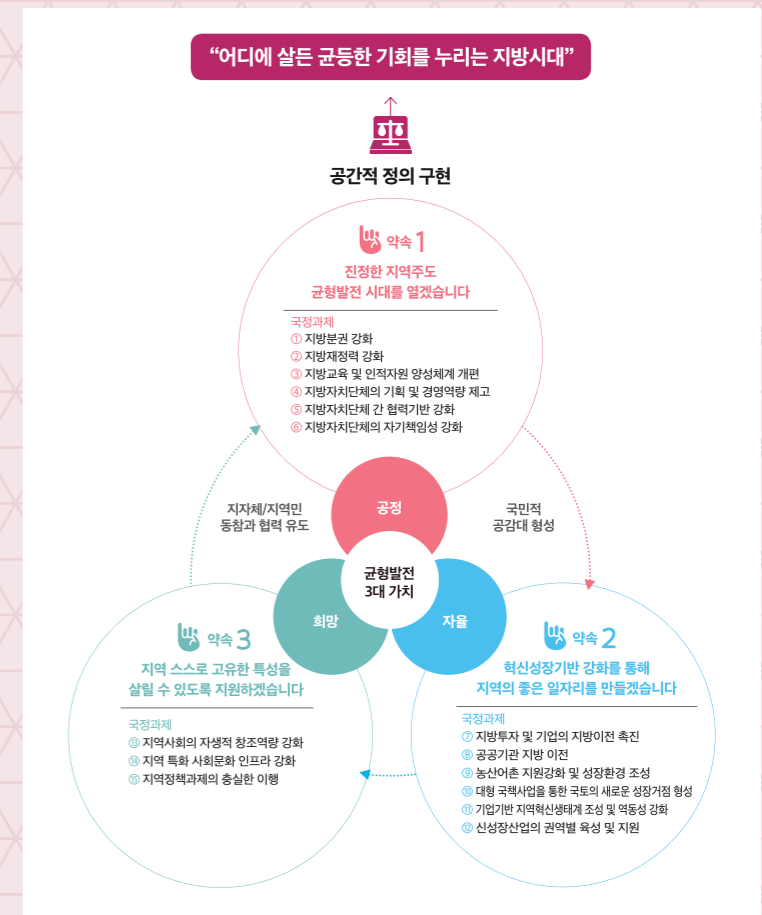 “어디에 살든 균등한 기회를 누리는 지방시대”
공간적 정의 구현
약속 1
진정한 지역주도
균형발전 시대를 열겠습니다
국정과제
① 지방분권 강화
② 지방재정력 강화
③ 지방교육 및 인적자원 양성체계 개편
④ 지방자치단체의 기획 및 경영역량 제고
⑤ 지방자치단체 간 협력기반 강화
⑥ 지방자치단체의 자기책임성 강화
지자체/지역민
동참과 협력 유도
공정
국민적
공감대 형성
균형발전
3대 가치
희망
자율
약속 3
지역 스스로 고유한 특성을
살릴 수 있도록 지원하겠습니다
국정과제
⑬ 지역사회의 자생적 창조역량 강화
⑭ 지역 특화 사회문화 인프라 강화
⑮ 지역정책과제의 충실한 이행
약속 2
혁신성장기반 강화를 통해
지역의 좋은 일자리를 만들겠습니다
국정과제
⑦ 지방투자 및 기업의 지방이전 촉진
⑧ 공공기관 지방 이전
⑨ 농산어촌 지원강화 및 성장환경 조성
⑩ 대형 국책사업을 통한 국토의 새로운 성장거점 형성
⑪ 기업기반 지역혁신생태계 조성 및 역동성 강화
⑫ 신성장산업의 권역별 육성 및 지원